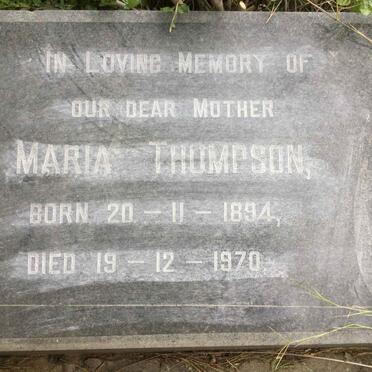 IN LOVING MEMORY OF
OUR DEAR MOTHER
MARIA THOMPSON,
BORN 20 – 11 – 1894,
DIED 19 – 12 – 1970.